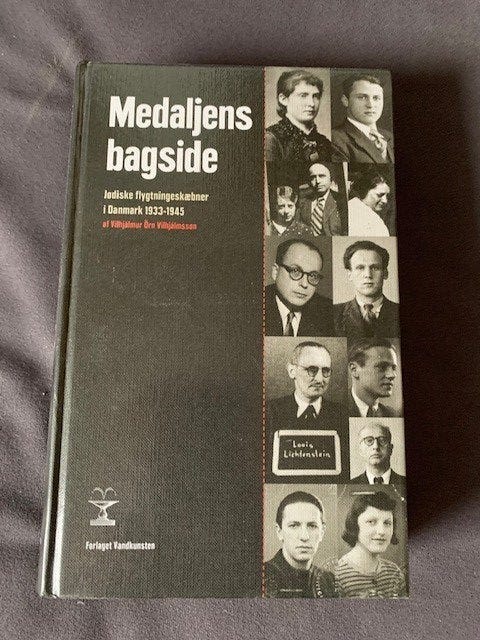 Medaljens
bagside
Jødiske flygtningeskæbner
i Danmark 1933-1945
af Vilhjálmur Örn Vilhjálmsson
Louis
Lichtenstein
Forlaget Vandkunsten